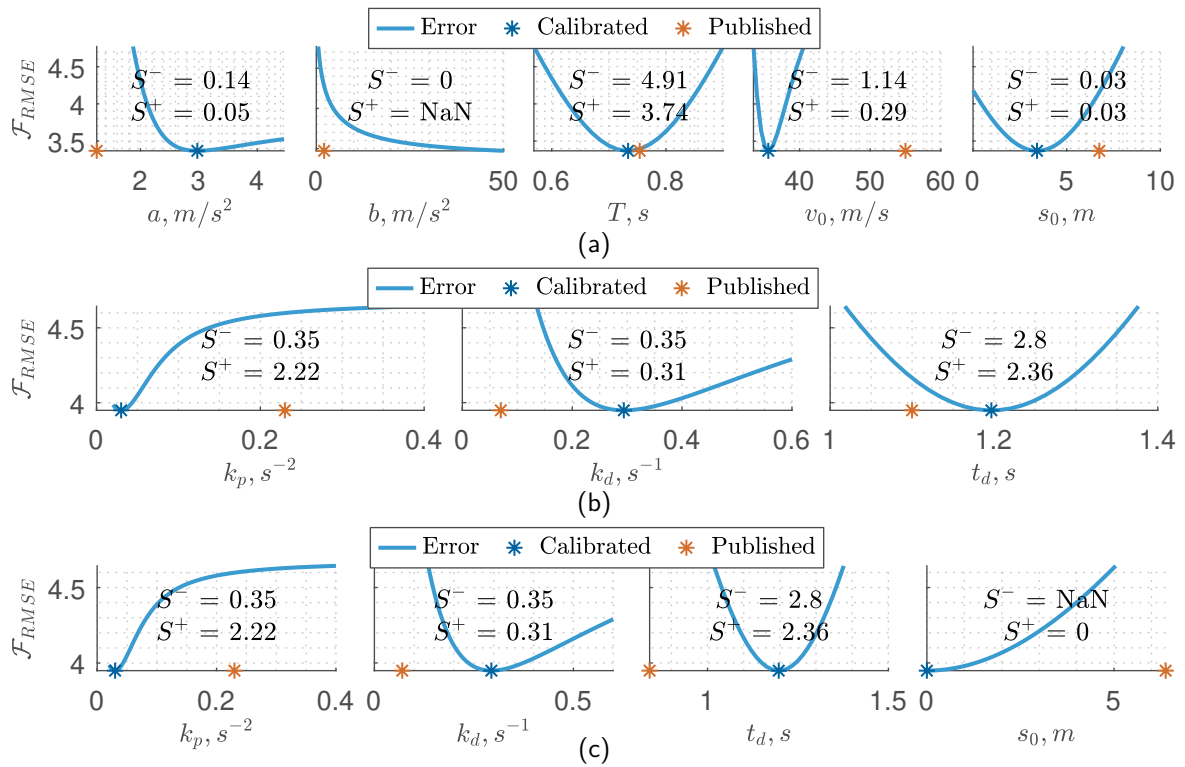 Error Calibrated Published
F_RMSE
4.5
4
3.5
S⁻ = 0.14
S⁺ = 0.05
S⁻ = 0
S⁺ = NaN
S⁻ = 4.91
S⁺ = 3.74
S⁻ = 1.14
S⁺ = 0.29
S⁻ = 0.03
S⁺ = 0.03
2 3 4 0 50 0.6 0.8 40 50 60 0 5 10
a, m/s² b, m/s² T, s v₀, m/s s₀, m
(a)
Error Calibrated Published
F_RMSE
4.5
4
S⁻ = 0.35
S⁺ = 2.22
S⁻ = 0.35
S⁺ = 0.31
S⁻ = 2.8
S⁺ = 2.36
0 0.2 0.4 0 0.2 0.4 0.6 1 1.2 1.4
k_p, s⁻² k_d, s⁻¹ t_d, s
(b)
Error Calibrated Published
F_RMSE
4.5
4
S⁻ = 0.35
S⁺ = 2.22
S⁻ = 0.35
S⁺ = 0.31
S⁻ = 2.8
S⁺ = 2.36
S⁻ = NaN
S⁺ = 0
0 0.2 0.4 0 0.5 1 1.5 0 5
k_p, s⁻² k_d, s⁻¹ t_d, s s₀, m
(c)